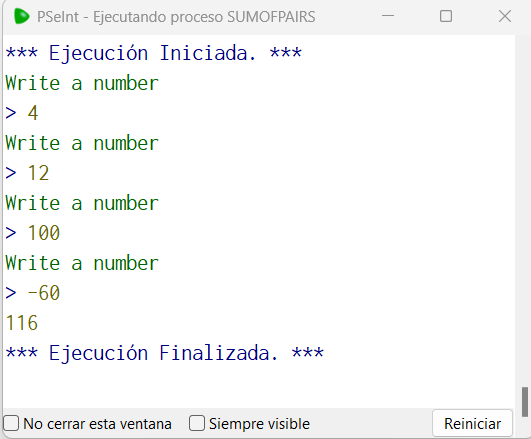 PSeInt - Ejecutando proceso SUMOFPAIRS
*** Ejecución Iniciada. ***
Write a number
> 4
Write a number
> 12
Write a number
> 100
Write a number
> -60
116
*** Ejecución Finalizada. ***
No cerrar esta ventana Siempre visible Reiniciar